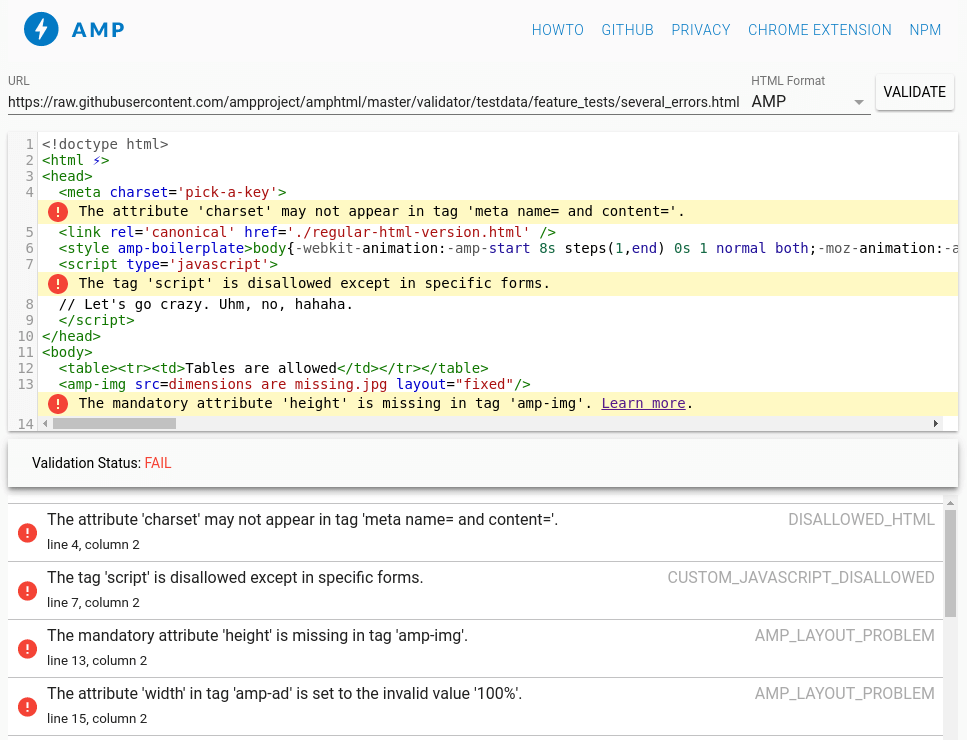 AMP
HOWTO GITHUB PRIVACY CHROME EXTENSION NPM
URL
HTML Format
https://raw.githubusercontent.com/ampproject/amphtml/master/validator/testdata/feature_tests/several_errors.html
AMP
VALIDATE
1 <!doctype html>
2 <html ⚡>
3 <head>
4   <meta charset='pick-a-key'>
The attribute 'charset' may not appear in tag 'meta name= and content='.
5   <link rel='canonical' href='./regular-html-version.html' />
6   <style amp-boilerplate>body{-webkit-animation:-amp-start 8s steps(1,end) 0s 1 normal both;-moz-animation:-a
7   <script type='javascript'>
The tag 'script' is disallowed except in specific forms.
8   // Let's go crazy. Uhm, no, hahaha.
9   </script>
10 </head>
11 <body>
12   <table><tr><td>Tables are allowed</td></tr></table>
13   <amp-img src=dimensions are missing.jpg layout="fixed"/>
The mandatory attribute 'height' is missing in tag 'amp-img'. Learn more.
14
Validation Status: FAIL
The attribute 'charset' may not appear in tag 'meta name= and content='. DISALLOWED_HTML
line 4, column 2
The tag 'script' is disallowed except in specific forms. CUSTOM_JAVASCRIPT_DISALLOWED
line 7, column 2
The mandatory attribute 'height' is missing in tag 'amp-img'. AMP_LAYOUT_PROBLEM
line 13, column 2
The attribute 'width' in tag 'amp-ad' is set to the invalid value '100%'. AMP_LAYOUT_PROBLEM
line 15, column 2